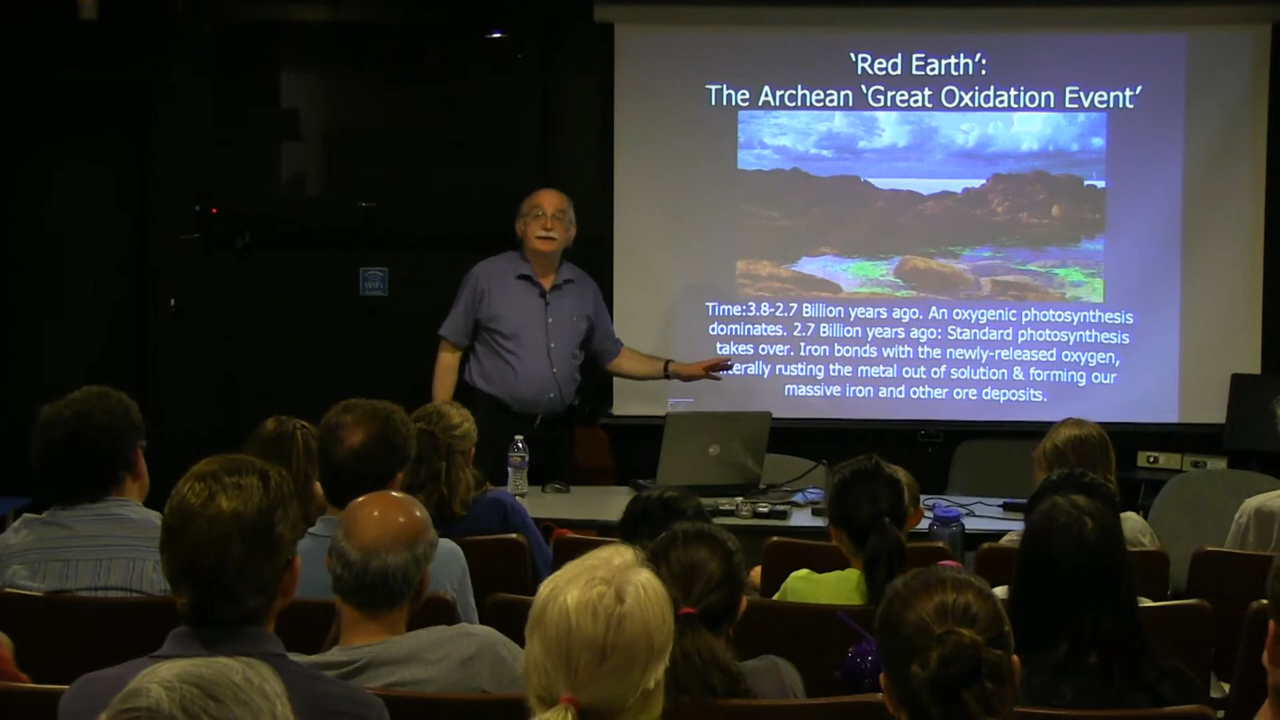 ‘Red Earth’:
The Archean ‘Great Oxidation Event’
Time:3.8-2.7 Billion years ago. An oxygenic photosynthesis
dominates. 2.7 Billion years ago: Standard photosynthesis
takes over. Iron bonds with the newly-released oxygen,
rusting the metal out of solution & forming our
massive iron and other ore deposits.
WiFi